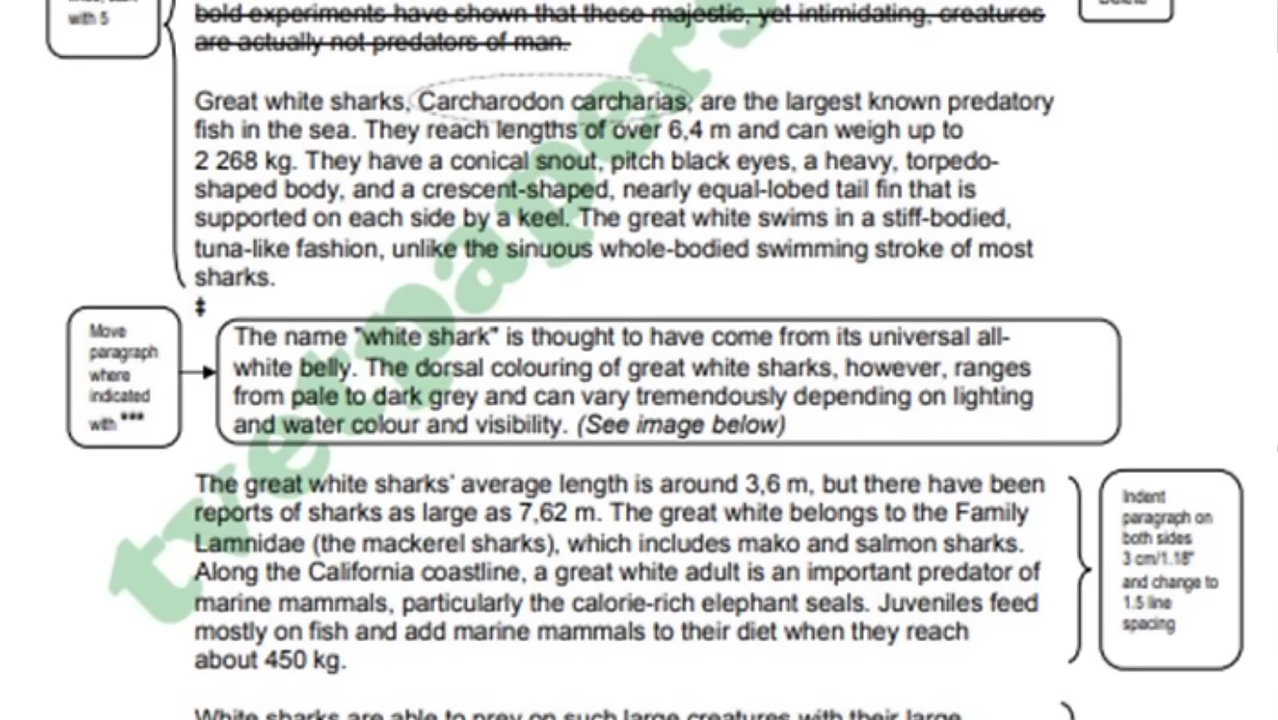 with 5
bold experiments have shown that these majestic, yet intimidating, creatures
are actually not predators of man.
Delete
Great white sharks, Carcharodon carcharias, are the largest known predatory
fish in the sea. They reach lengths of over 6,4 m and can weigh up to
2 268 kg. They have a conical snout, pitch black eyes, a heavy, torpedo-
shaped body, and a crescent-shaped, nearly equal-lobed tail fin that is
supported on each side by a keel. The great white swims in a stiff-bodied,
tuna-like fashion, unlike the sinuous whole-bodied swimming stroke of most
sharks.
‡
Move
paragraph
where
indicated
with ***
The name "white shark" is thought to have come from its universal all-
white belly. The dorsal colouring of great white sharks, however, ranges
from pale to dark grey and can vary tremendously depending on lighting
and water colour and visibility. (See image below)
The great white sharks' average length is around 3,6 m, but there have been
reports of sharks as large as 7,62 m. The great white belongs to the Family
Lamnidae (the mackerel sharks), which includes mako and salmon sharks.
Along the California coastline, a great white adult is an important predator of
marine mammals, particularly the calorie-rich elephant seals. Juveniles feed
mostly on fish and add marine mammals to their diet when they reach
about 450 kg.
Indent
paragraph on
both sides
3 cm/1.18"
and change to
1.5 line
spacing
White sharks are able to prey on such large creatures with their large
tvetpapers